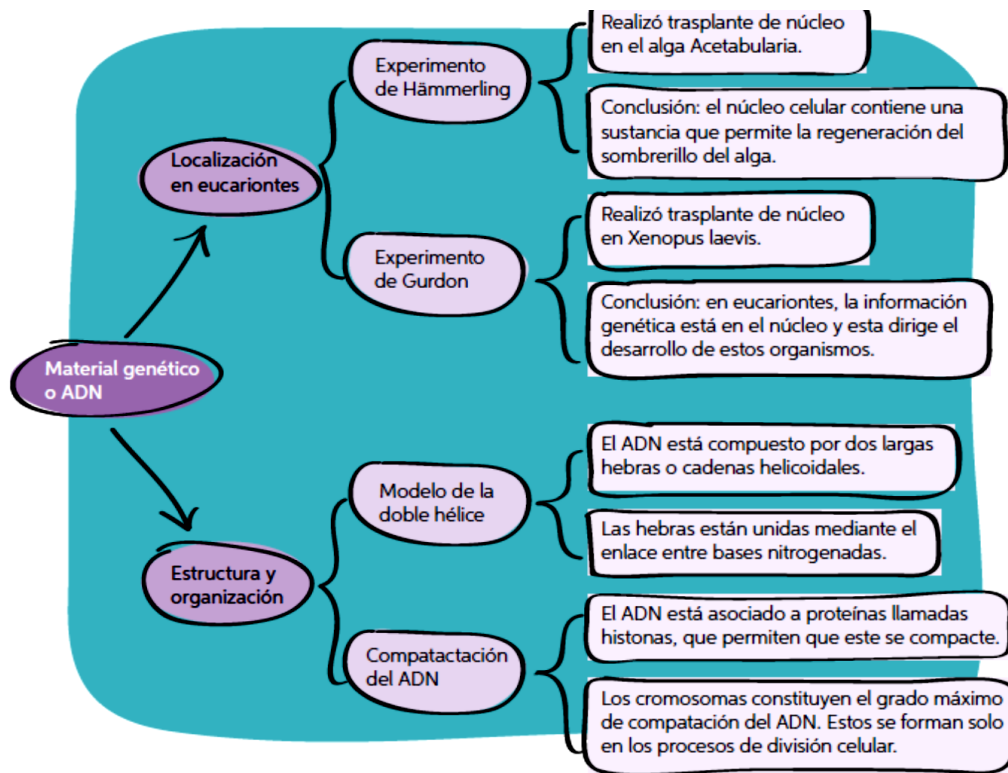 Material genético
o ADN
Localización
en eucariontes
Experimento
de Hämmerling
Realizó trasplante de núcleo
en el alga Acetabularia.
Conclusión: el núcleo celular contiene una
sustancia que permite la regeneración del
sombrerillo del alga.
Experimento
de Gurdon
Realizó trasplante de núcleo
en Xenopus laevis.
Conclusión: en eucariontes, la información
genética está en el núcleo y esta dirige el
desarrollo de estos organismos.
Estructura y
organización
Modelo de la
doble hélice
El ADN está compuesto por dos largas
hebras o cadenas helicoidales.
Las hebras están unidas mediante el
enlace entre bases nitrogenadas.
Compatactación
del ADN
El ADN está asociado a proteínas llamadas
histonas, que permiten que este se compacte.
Los cromosomas constituyen el grado máximo
de compatación del ADN. Estos se forman solo
en los procesos de división celular.